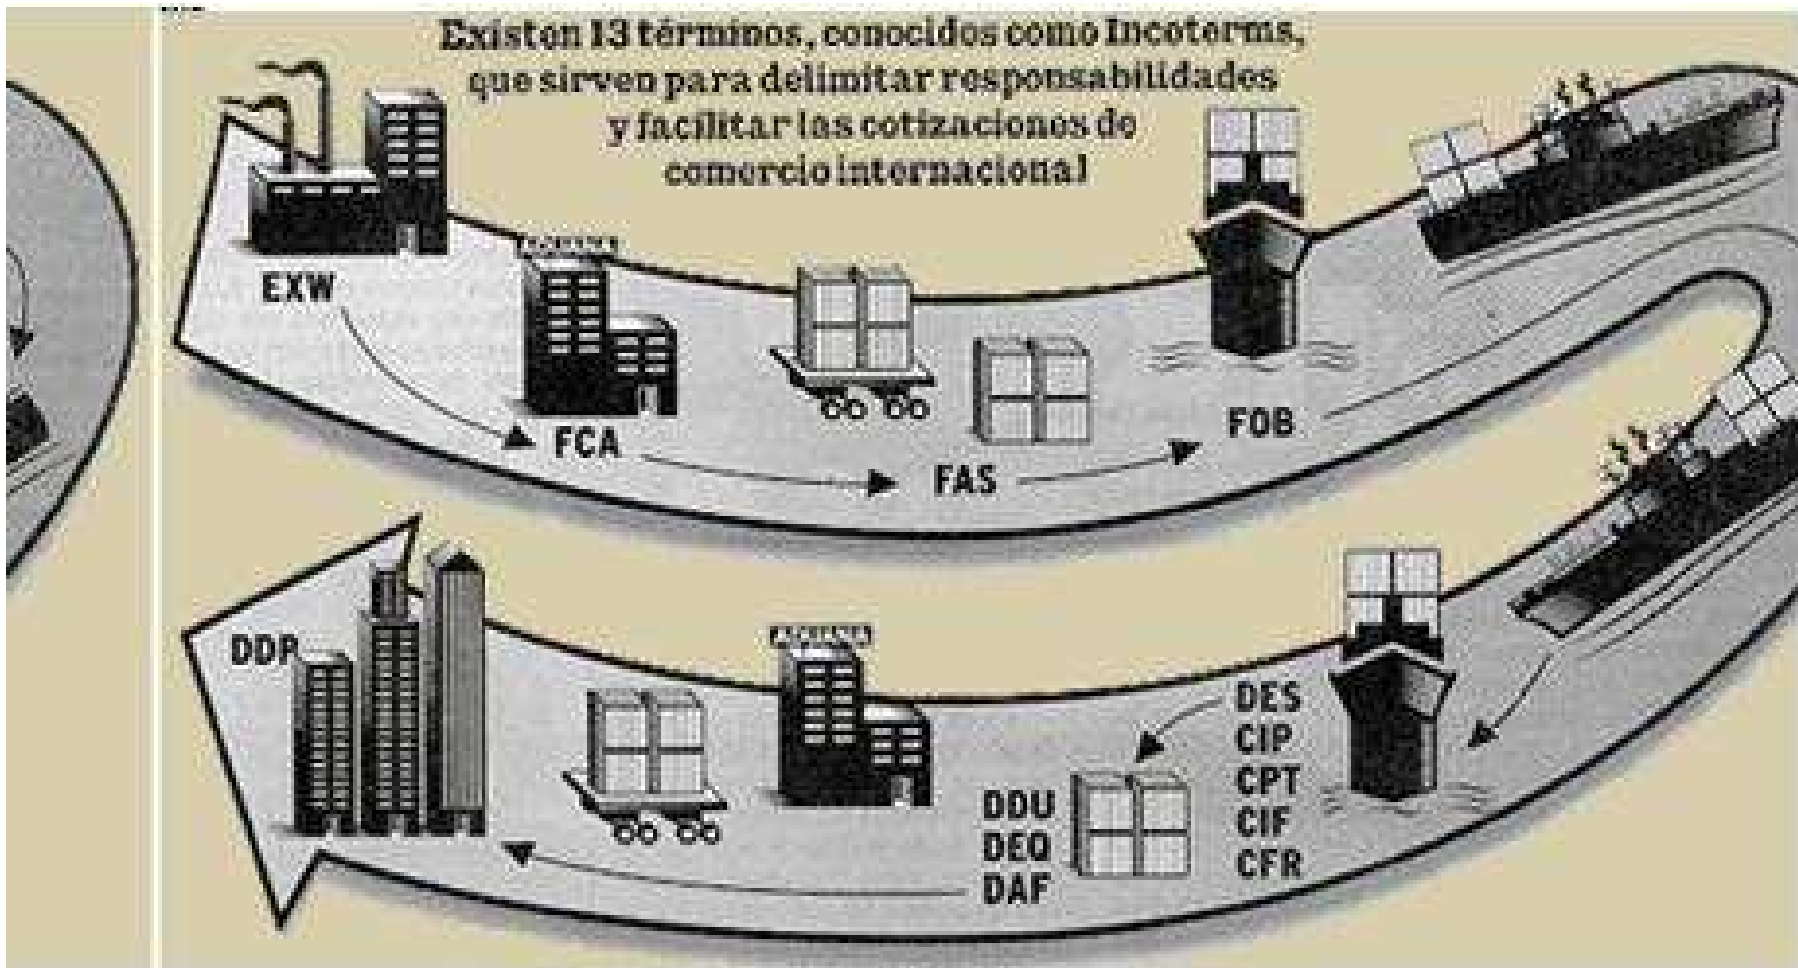 Existen 13 términos, conocidos como Incoterms,
que sirven para delimitar responsabilidades
y facilitar las cotizaciones de
comercio internacional
EXW
FCA
FAS
FOB
DES
CIP
CPT
CIF
CFR
DDU
DEQ
DAF
DDP